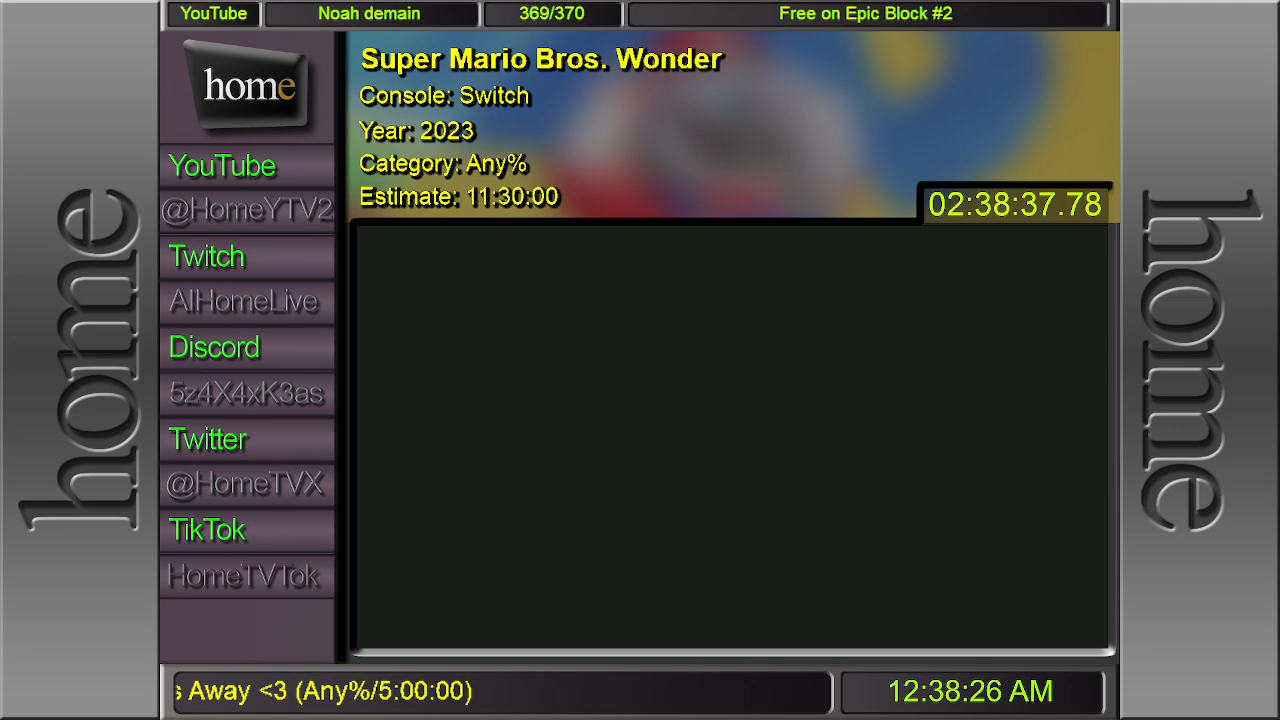 YouTube
Noah demain
369/370
Free on Epic Block #2
home
Super Mario Bros. Wonder
Console: Switch
Year: 2023
Category: Any%
Estimate: 11:30:00
02:38:37.78
YouTube
@HomeYTV2
Twitch
AIHomeLive
Discord
5z4X4xK3as
Twitter
@HomeTVX
TikTok
HomeTVTok
home
home
Away <3 (Any%/5:00:00)
12:38:26 AM